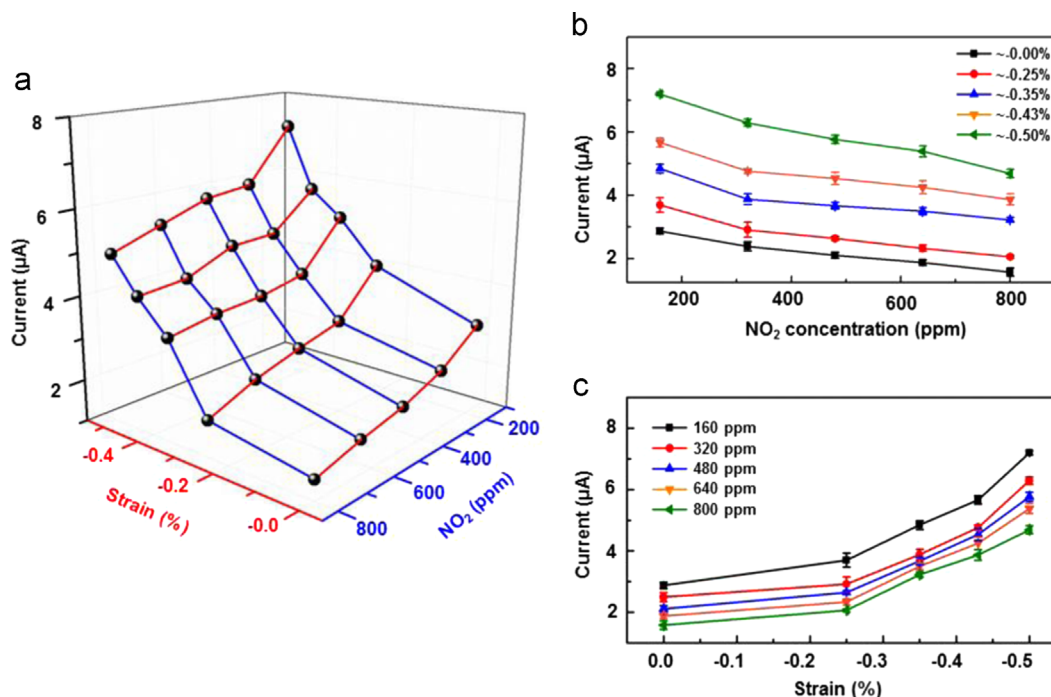 a
8
6
4
2
Current (μA)
-0.4
-0.2
-0.0
Strain (%)
200
400
600
800
NO₂ (ppm)
b
8
6
4
2
Current (μA)
~-0.00%
~-0.25%
~-0.35%
~-0.43%
~-0.50%
200
400
600
800
NO₂ concentration (ppm)
c
8
6
4
2
Current (μA)
160 ppm
320 ppm
480 ppm
640 ppm
800 ppm
0.0
-0.1
-0.2
-0.3
-0.4
-0.5
Strain (%)